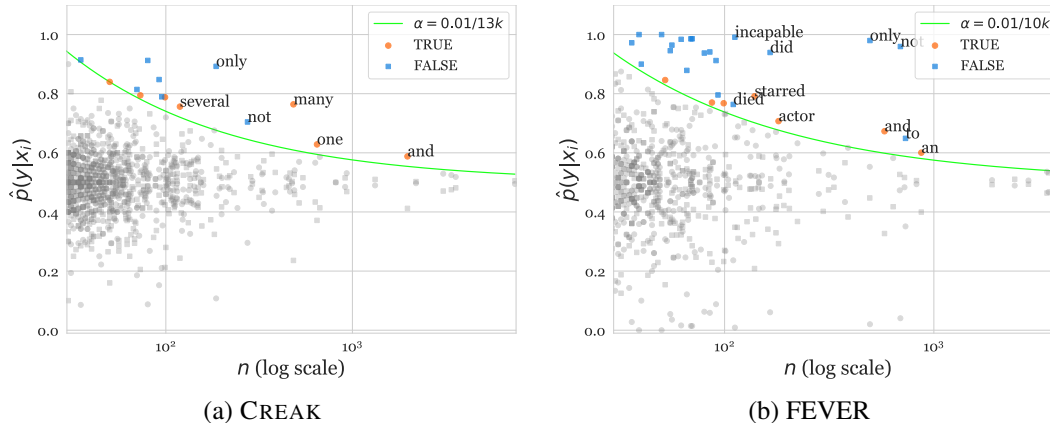 α = 0.01/13k
TRUE
FALSE
only
several
many
not
one
and
1.0
0.8
0.6
0.4
0.2
0.0
p̂(y|xᵢ)
10²
10³
n (log scale)
(a) CREAK
α = 0.01/10k
TRUE
FALSE
incapable
did
only
not
starred
died
actor
and
to
an
1.0
0.8
0.6
0.4
0.2
0.0
p̂(y|xᵢ)
10²
10³
n (log scale)
(b) FEVER